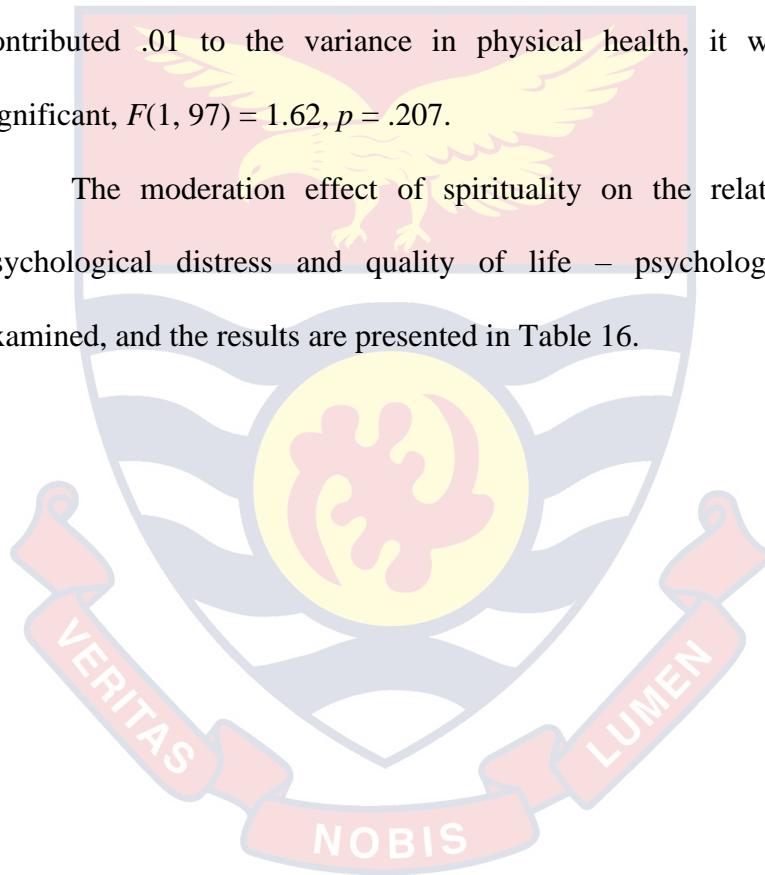 ontributed .01 to the variance in physical health, it w
gnificant, F(1, 97) = 1.62, p = .207.
The moderation effect of spirituality on the relat
sychological distress and quality of life – psycholog
xamined, and the results are presented in Table 16.
VERITAS
NOBIS
LUMEN